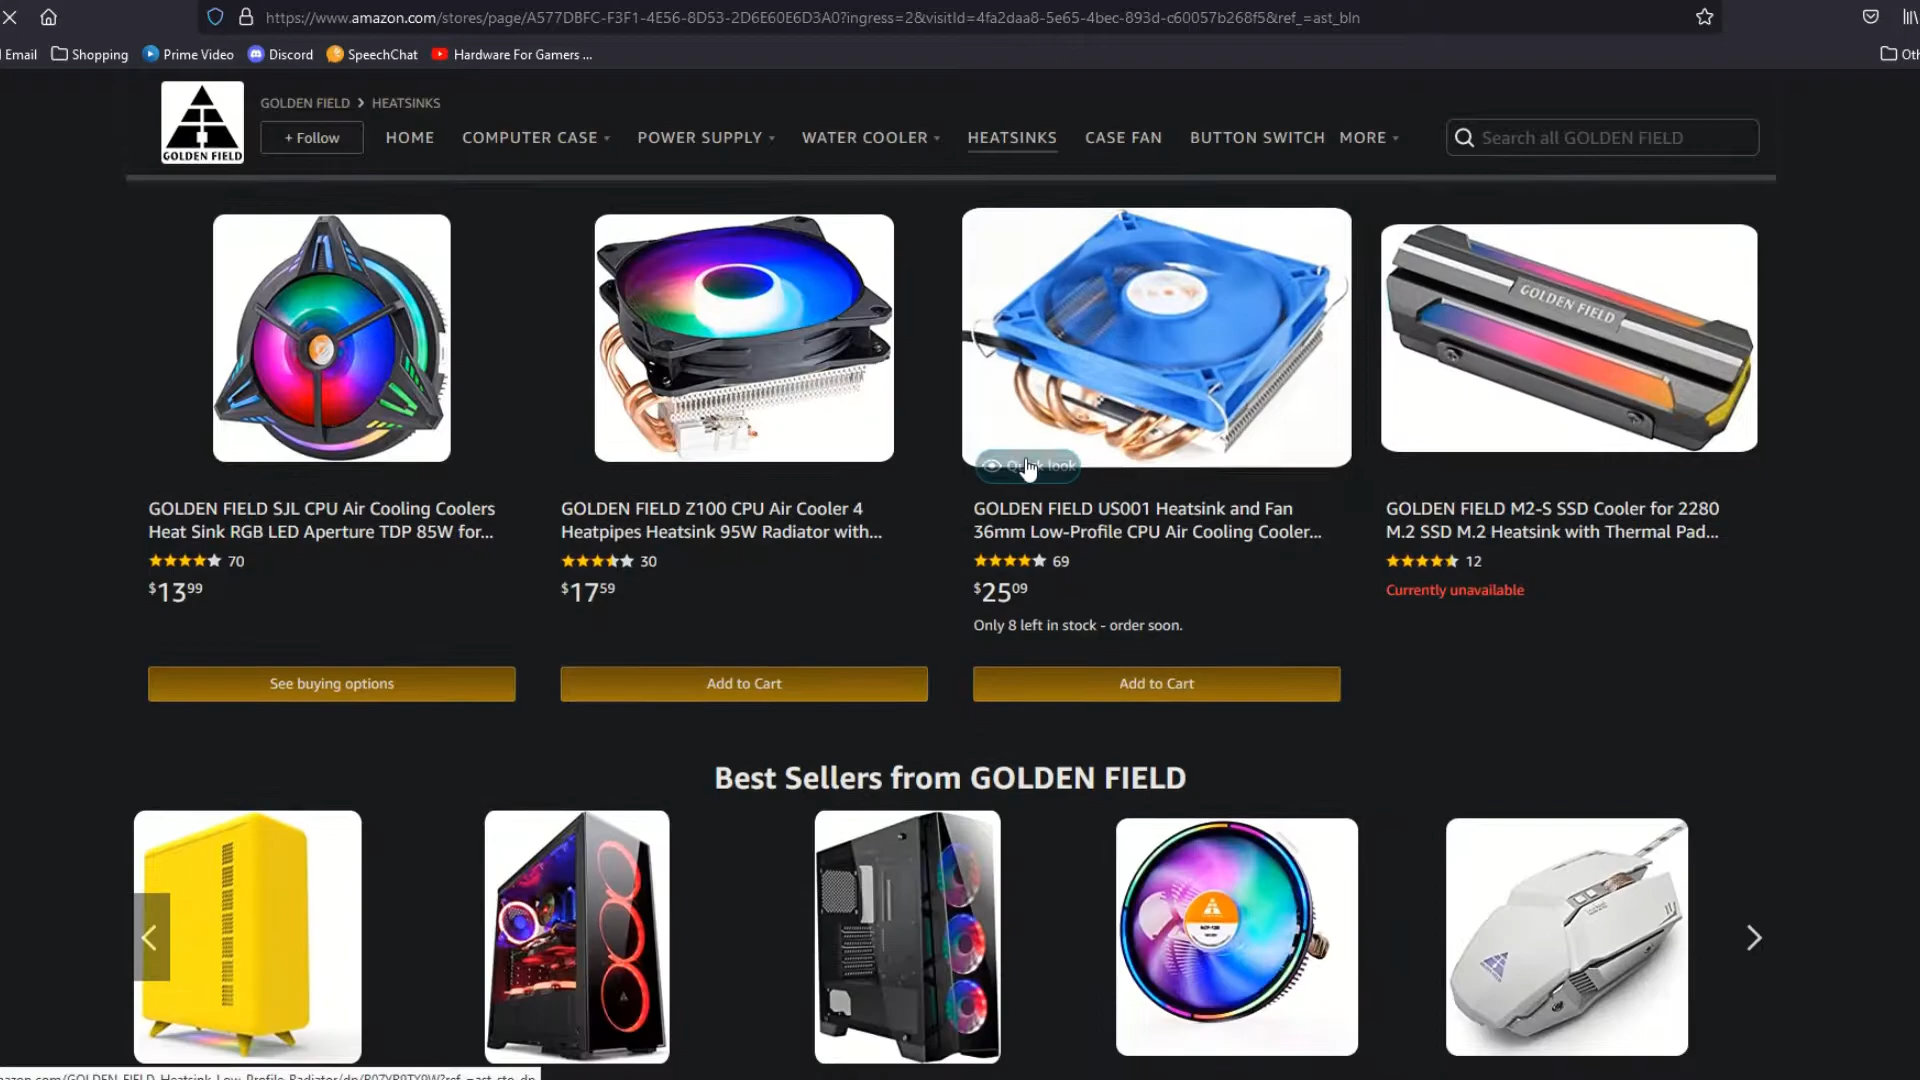 https://www.amazon.com/stores/page/A577DBFC-F3F1-4E56-8D53-2D6E60E6D3A0?ingress=2&visitId=4fa2daa8-5e65-4bec-893d-c60057b268f5&ref_=ast_bln
Email Shopping Prime Video Discord SpeechChat Hardware For Gamers ...
GOLDEN FIELD
GOLDEN FIELD > HEATSINKS
+ Follow HOME COMPUTER CASE POWER SUPPLY WATER COOLER HEATSINKS CASE FAN BUTTON SWITCH MORE Search all GOLDEN FIELD
GOLDEN FIELD
Quick look
GOLDEN FIELD SJL CPU Air Cooling Coolers
Heat Sink RGB LED Aperture TDP 85W for...
70
$13.99
See buying options
GOLDEN FIELD Z100 CPU Air Cooler 4
Heatpipes Heatsink 95W Radiator with...
30
$17.59
Add to Cart
GOLDEN FIELD US001 Heatsink and Fan
36mm Low-Profile CPU Air Cooling Cooler...
69
$25.09
Only 8 left in stock - order soon.
Add to Cart
GOLDEN FIELD M2-S SSD Cooler for 2280
M.2 SSD M.2 Heatsink with Thermal Pad...
12
Currently unavailable
Best Sellers from GOLDEN FIELD